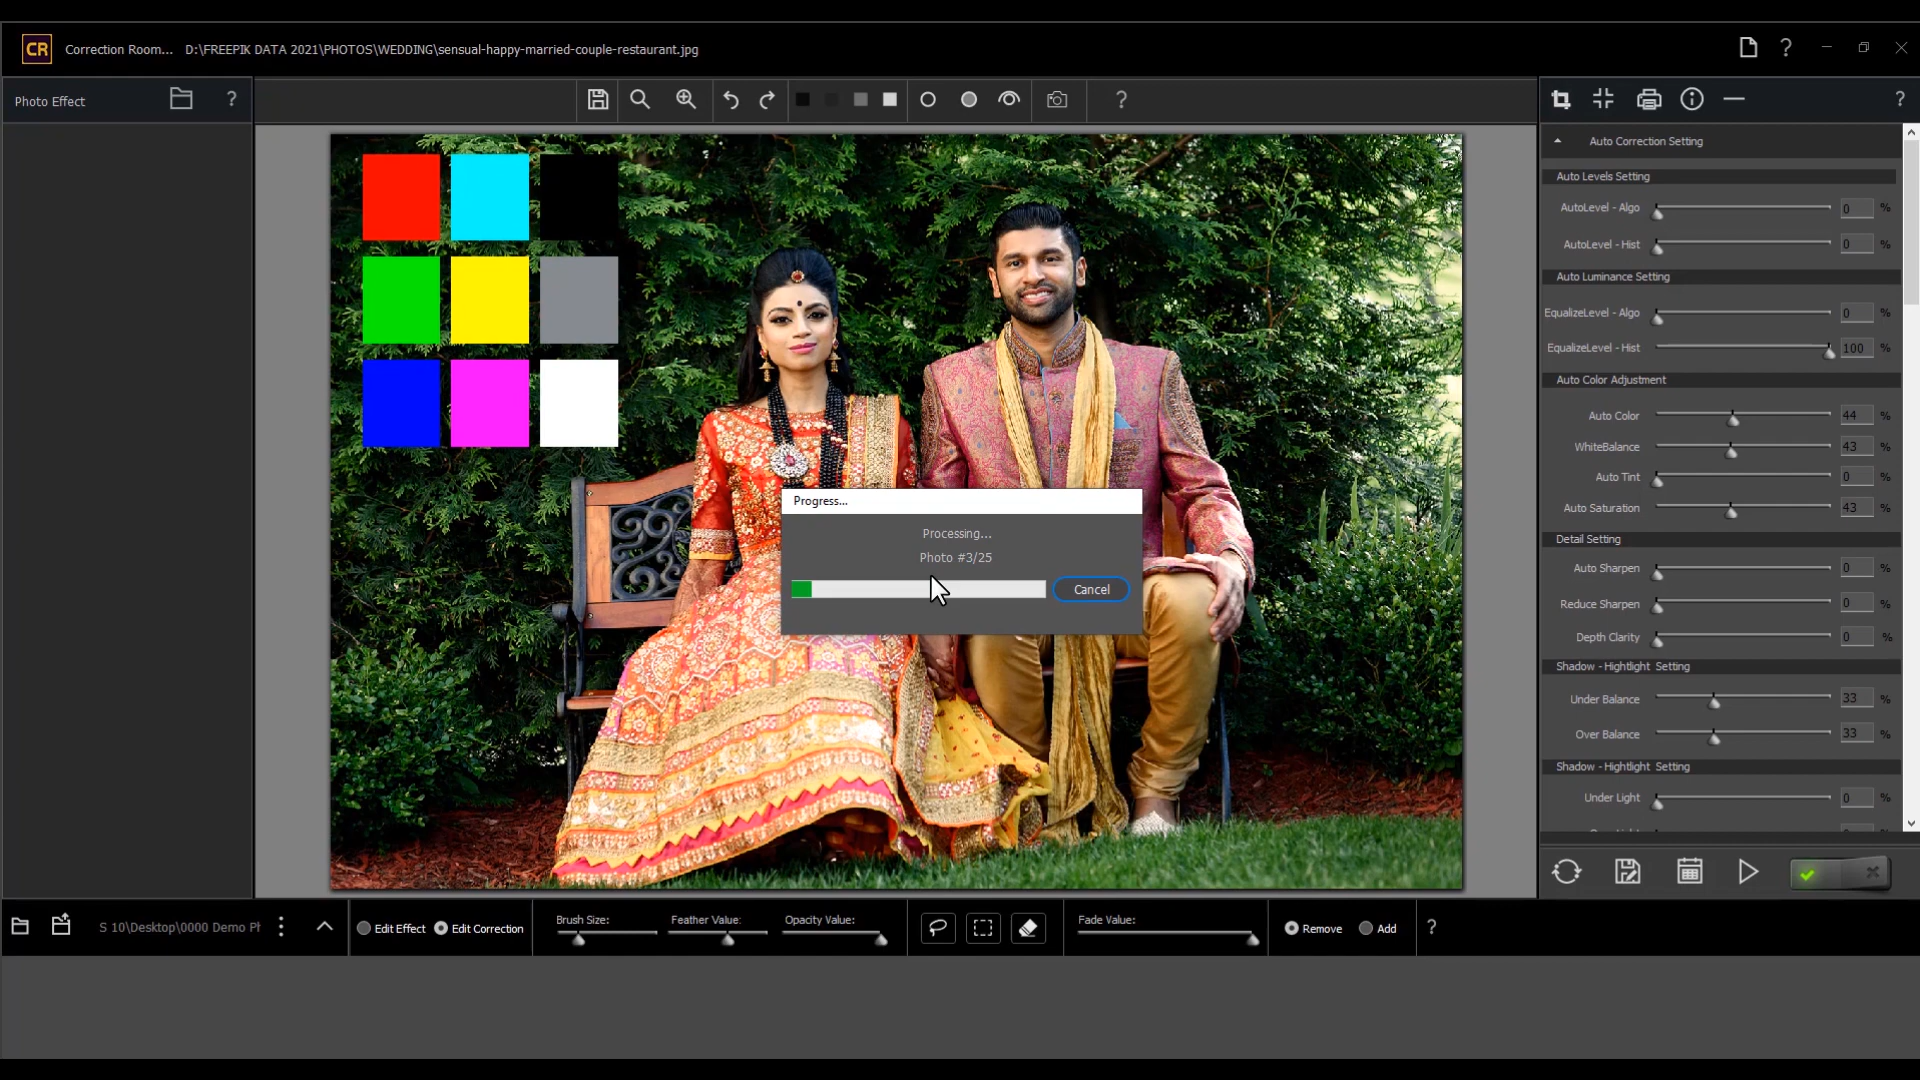 CR Correction Room... D:\FREEPIK DATA 2021\PHOTOS\WEDDING\sensual-happy-married-couple-restaurant.jpg ?
Photo Effect ? ? ?
Auto Correction Setting
Auto Levels Setting
AutoLevel - Algo 0 %
AutoLevel - Hist 0 %
Auto Luminance Setting
EqualizeLevel - Algo 0 %
EqualizeLevel - Hist 100 %
Auto Color Adjustment
Auto Color 44 %
WhiteBalance 43 %
Auto Tint 0 %
Auto Saturation 43 %
Detail Setting
Auto Sharpen 0 %
Reduce Sharpen 0 %
Depth Clarity 0 %
Shadow - Hightlight Setting
Under Balance 33 %
Over Balance 33 %
Shadow - Hightlight Setting
Under Light 0 %
Progress...
Processing...
Photo #3/25
Cancel
S 10\Desktop\0000 Demo Ph
Edit Effect Edit Correction
Brush Size: Feather Value: Opacity Value:
Fade Value:
Remove Add ?